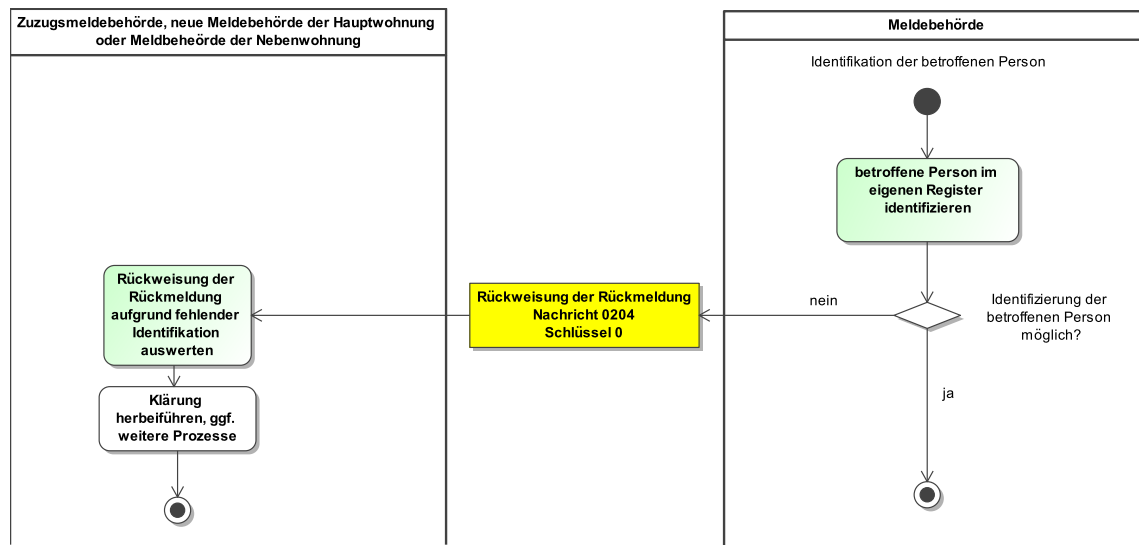 Zuzugsmeldebehörde, neue Meldebehörde der Hauptwohnung
oder Meldbeheörde der Nebenwohnung
Meldebehörde
Identifikation der betroffenen Person
betroffene Person im
eigenen Register
identifizieren
Identifizierung der
betroffenen Person
möglich?
nein
ja
Rückweisung der Rückmeldung
Nachricht 0204
Schlüssel 0
Rückweisung der
Rückmeldung
aufgrund fehlender
Identifikation
auswerten
Klärung
herbeiführen, ggf.
weitere Prozesse